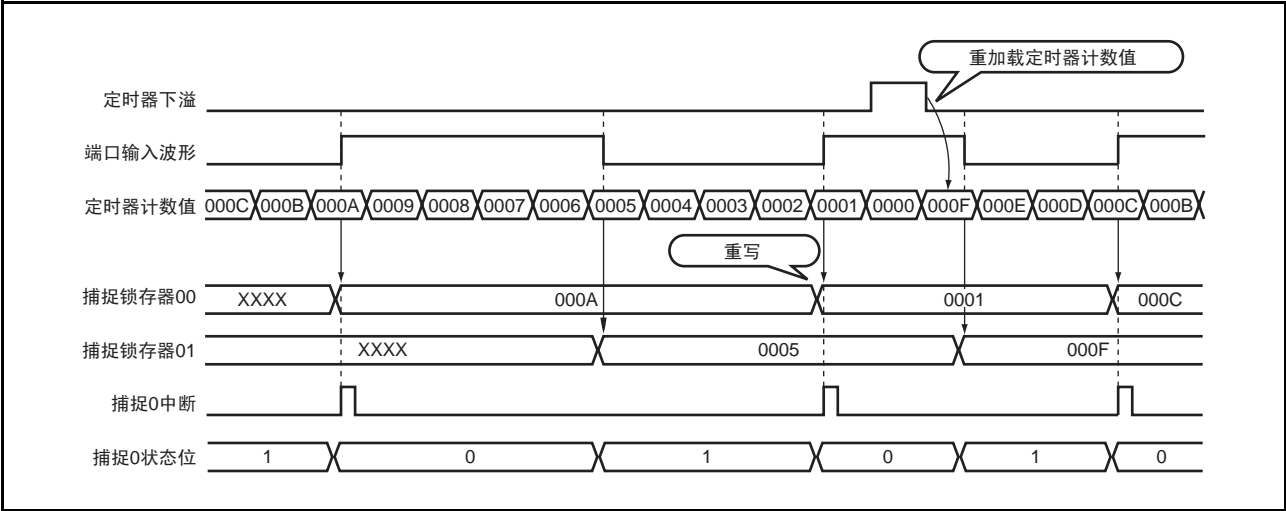 重加载定时器计数值
定时器下溢
端口输入波形
定时器计数值 000C 000B 000A 0009 0008 0007 0006 0005 0004 0003 0002 0001 0000 000F 000E 000D 000C 000B
重写
捕捉锁存器00 XXXX 000A 0001 000C
捕捉锁存器01 XXXX 0005 000F
捕捉0中断
捕捉0状态位 1 0 1 0 1 0